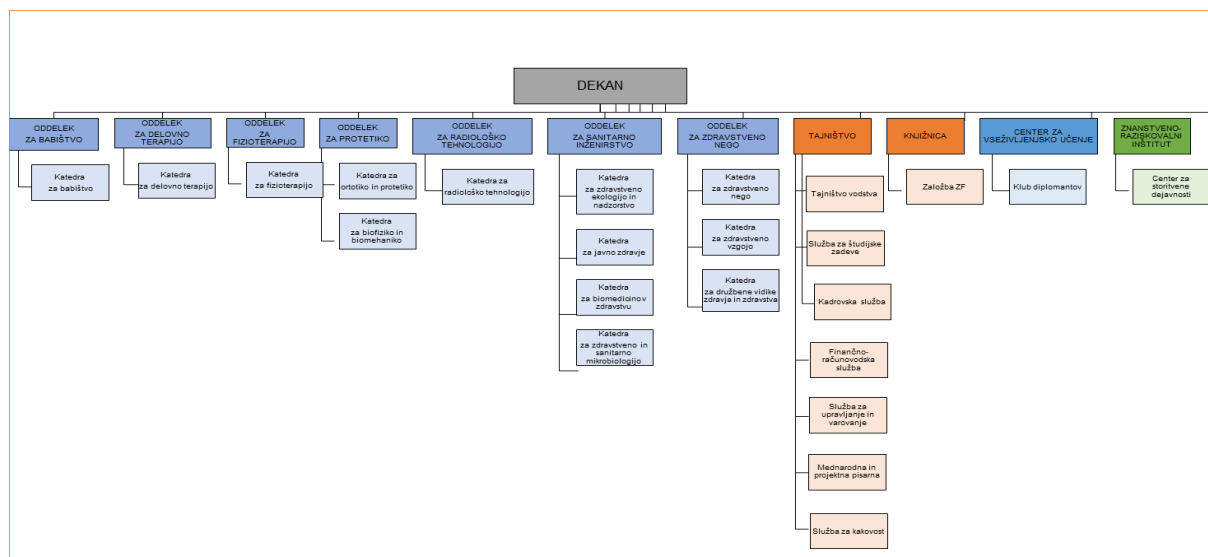 DEKAN
ODDELEK
ZA BABIŠTVO
Katedra
za babištvo
ODDELEK
ZA DELOVNO
TERAPIJO
Katedra
za delovno terapijo
ODDELEK
ZA
FIZIOTERAPIJO
Katedra
za fizioterapijo
ODDELEK
ZA PROTETIKO
Katedra za
ortotiko in protetiko
Katedra
za biofiziko in
biomehaniko
ODDELEK
ZA RADIOLOŠKO
TEHNOLOGIJO
Katedra za
radiološko tehnologijo
ODDELEK
ZA SANITARNO
INŽENIRSTVO
Katedra
za zdravstveno
ekologijo in
nadzorstvo
Katedra
za javno zdravje
Katedra
za biomedicino v
zdravstvu
Katedra
za zdravstveno in
sanitarno
mikrobiologijo
ODDELEK
ZA ZDRAVSTVENO
NEGO
Katedra
za zdravstveno
nego
Katedra
za zdravstveno
vzgojo
Katedra
za družbene vidike
zdravja in zdravstva
TAJNIŠTVO
Tajništvo vodstva
Služba za študijske
zadeve
Kadrovska služba
Finančno-
računovodska
služba
Služba za
upravljanje in
varovanje
Mednarodna in
projektna pisarna
Služba za kakovost
KNJIŽNICA
Založba ZF
CENTER ZA
VSEŽIVLJENJSKO UČENJE
Klub diplomantov
ZNANSTVENO-
RAZISKOVALNI
INŠTITUT
Center za
storitvene
dejavnosti